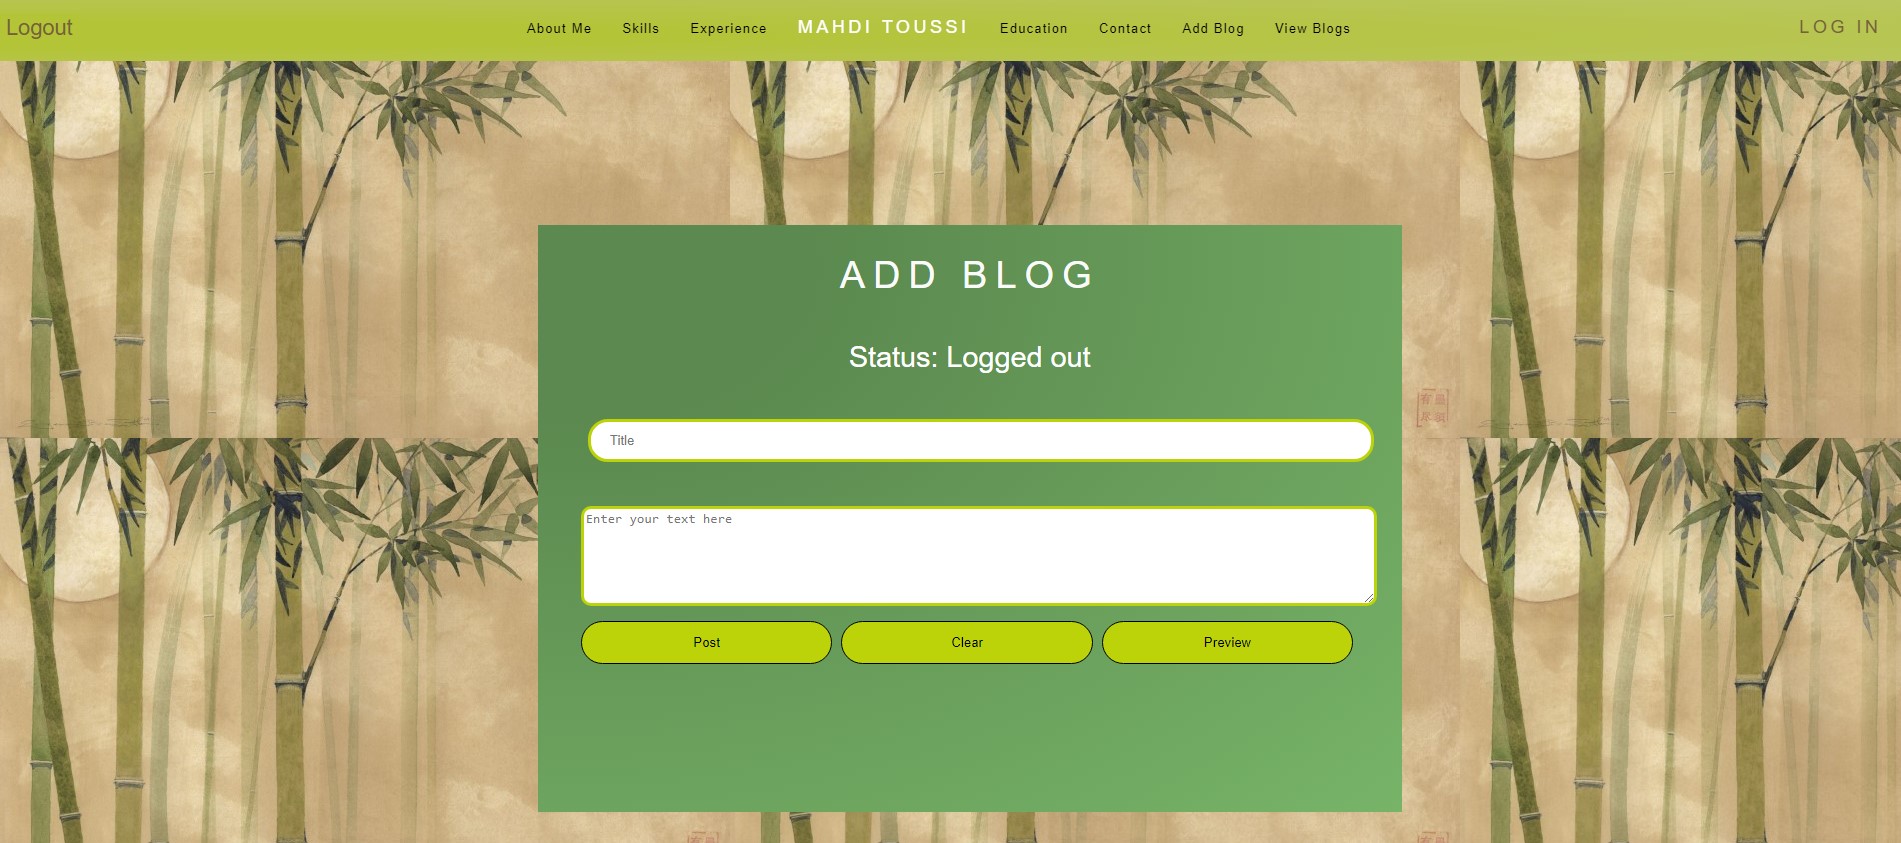 Logout About Me Skills Experience MAHDI TOUSSI Education Contact Add Blog View Blogs LOG IN
ADD BLOG
Status: Logged out
Title
Enter your text here
Post Clear Preview